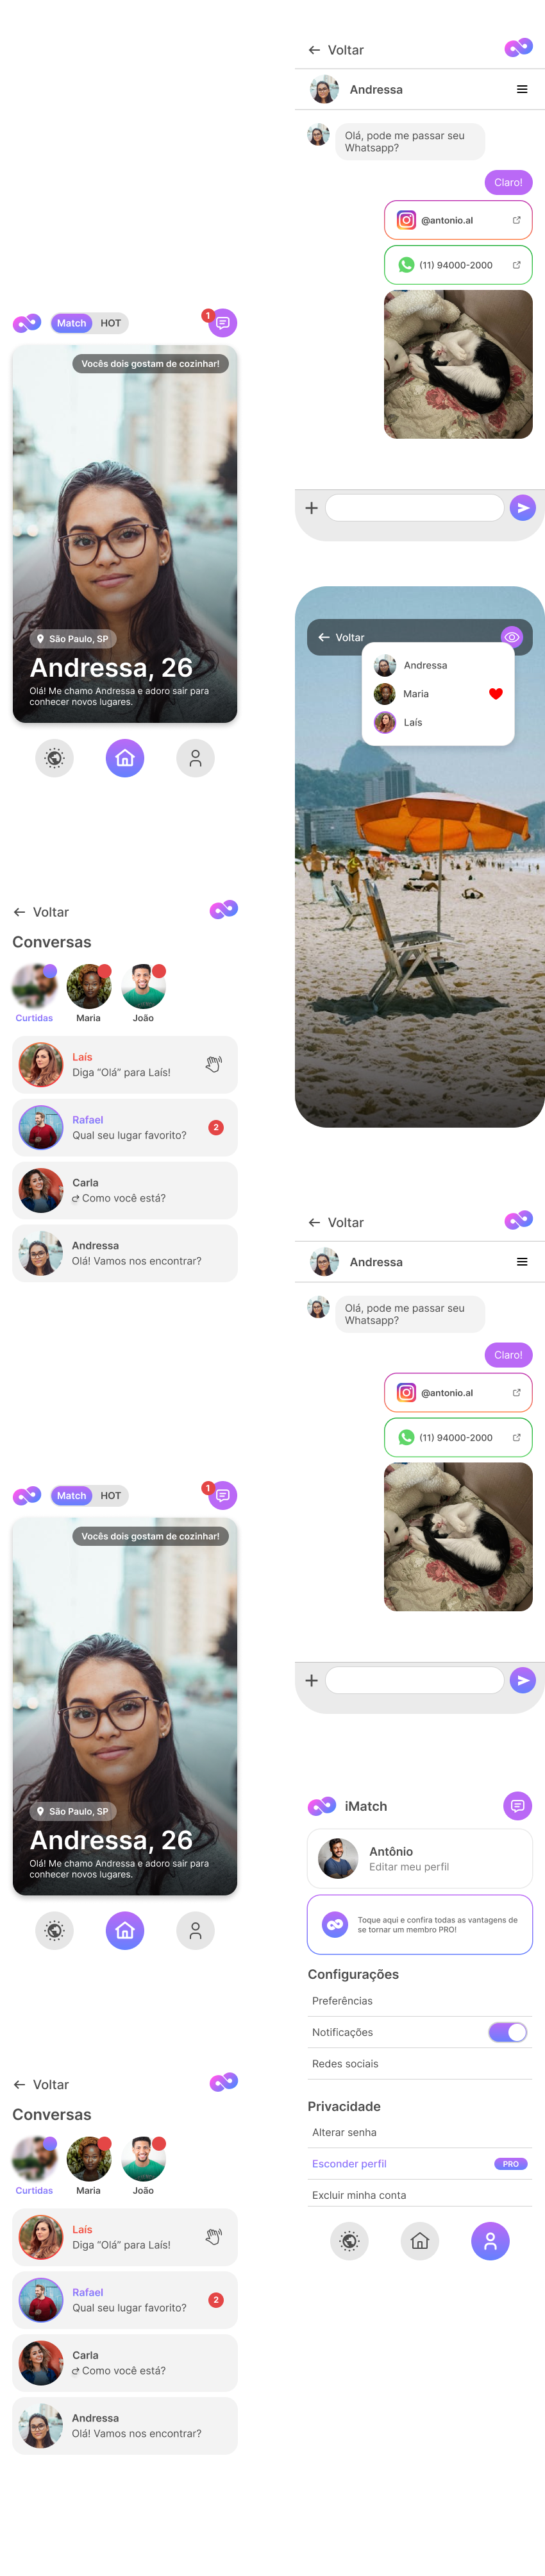 Match
HOT
1
Vocês dois gostam de cozinhar!
São Paulo, SP
Andressa, 26
Olá! Me chamo Andressa e adoro sair para
conhecer novos lugares.
Voltar
Conversas
Curtidas
Maria
João
Laís
Diga “Olá” para Laís!
Rafael
Qual seu lugar favorito?
2
Carla
Como você está?
Andressa
Olá! Vamos nos encontrar?
Match
HOT
1
Vocês dois gostam de cozinhar!
São Paulo, SP
Andressa, 26
Olá! Me chamo Andressa e adoro sair para
conhecer novos lugares.
Voltar
Conversas
Curtidas
Maria
João
Laís
Diga “Olá” para Laís!
Rafael
Qual seu lugar favorito?
2
Carla
Como você está?
Andressa
Olá! Vamos nos encontrar?
Voltar
Andressa
Olá, pode me passar seu
Whatsapp?
Claro!
@antonio.al
(11) 94000-2000
Voltar
Andressa
Maria
Laís
Voltar
Andressa
Olá, pode me passar seu
Whatsapp?
Claro!
@antonio.al
(11) 94000-2000
iMatch
Antônio
Editar meu perfil
Toque aqui e confira todas as vantagens de
se tornar um membro PRO!
Configurações
Preferências
Notificações
Redes sociais
Privacidade
Alterar senha
Esconder perfil
PRO
Excluir minha conta